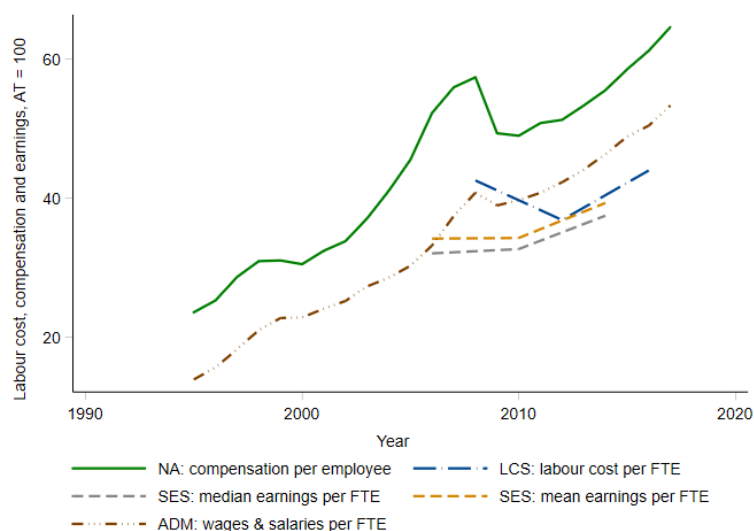 Labour cost, compensation and earnings, AT = 100
60
40
20
1990
2000
2010
2020
Year
NA: compensation per employee
LCS: labour cost per FTE
SES: median earnings per FTE
SES: mean earnings per FTE
ADM: wages & salaries per FTE